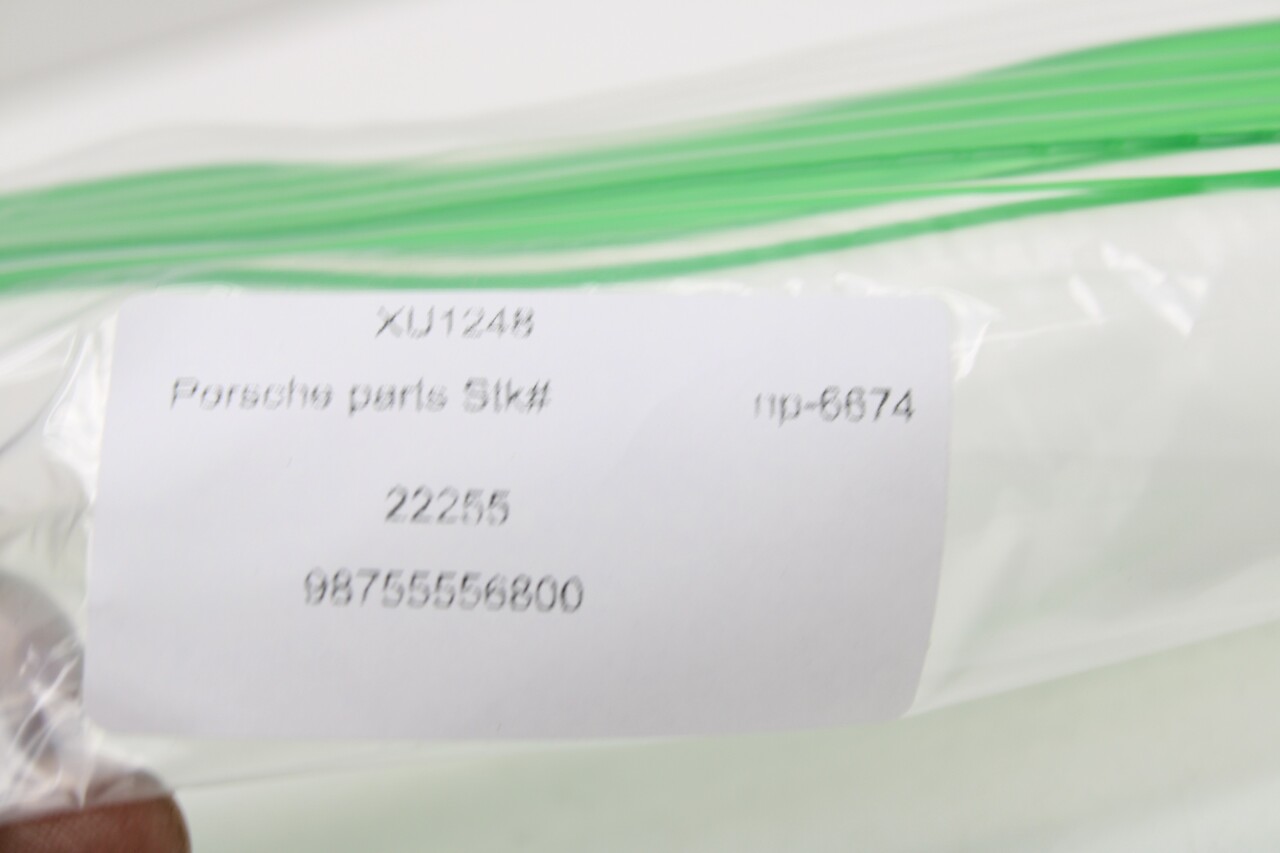 XU1248
Porsche parts Stk# np-6674
22255
98755556800